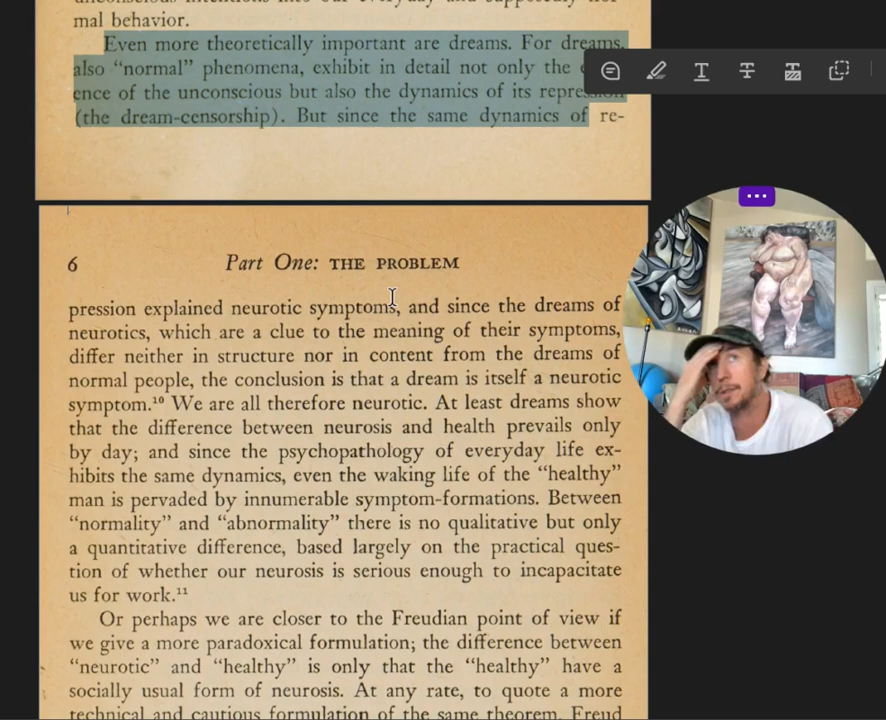 mal behavior.
Even more theoretically important are dreams. For dreams,
also “normal” phenomena, exhibit in detail not only the
ence of the unconscious but also the dynamics of its
(the dream-censorship). But since the same dynamics of re-
6 Part One: THE PROBLEM
pression explained neurotic symptoms, and since the dreams of
neurotics, which are a clue to the meaning of their symptoms,
differ neither in structure nor in content from the dreams of
normal people, the conclusion is that a dream is itself a neurotic
symptom.¹⁰ We are all therefore neurotic. At least dreams show
that the difference between neurosis and health prevails only
by day; and since the psychopathology of everyday life ex-
hibits the same dynamics, even the waking life of the “healthy”
man is pervaded by innumerable symptom-formations. Between
“normality” and “abnormality” there is no qualitative but only
a quantitative difference, based largely on the practical ques-
tion of whether our neurosis is serious enough to incapacitate
us for work.¹¹
Or perhaps we are closer to the Freudian point of view if
we give a more paradoxical formulation; the difference between
“neurotic” and “healthy” is only that the “healthy” have a
socially usual form of neurosis. At any rate, to quote a more
technical and cautious formulation of the same theorem, Freud